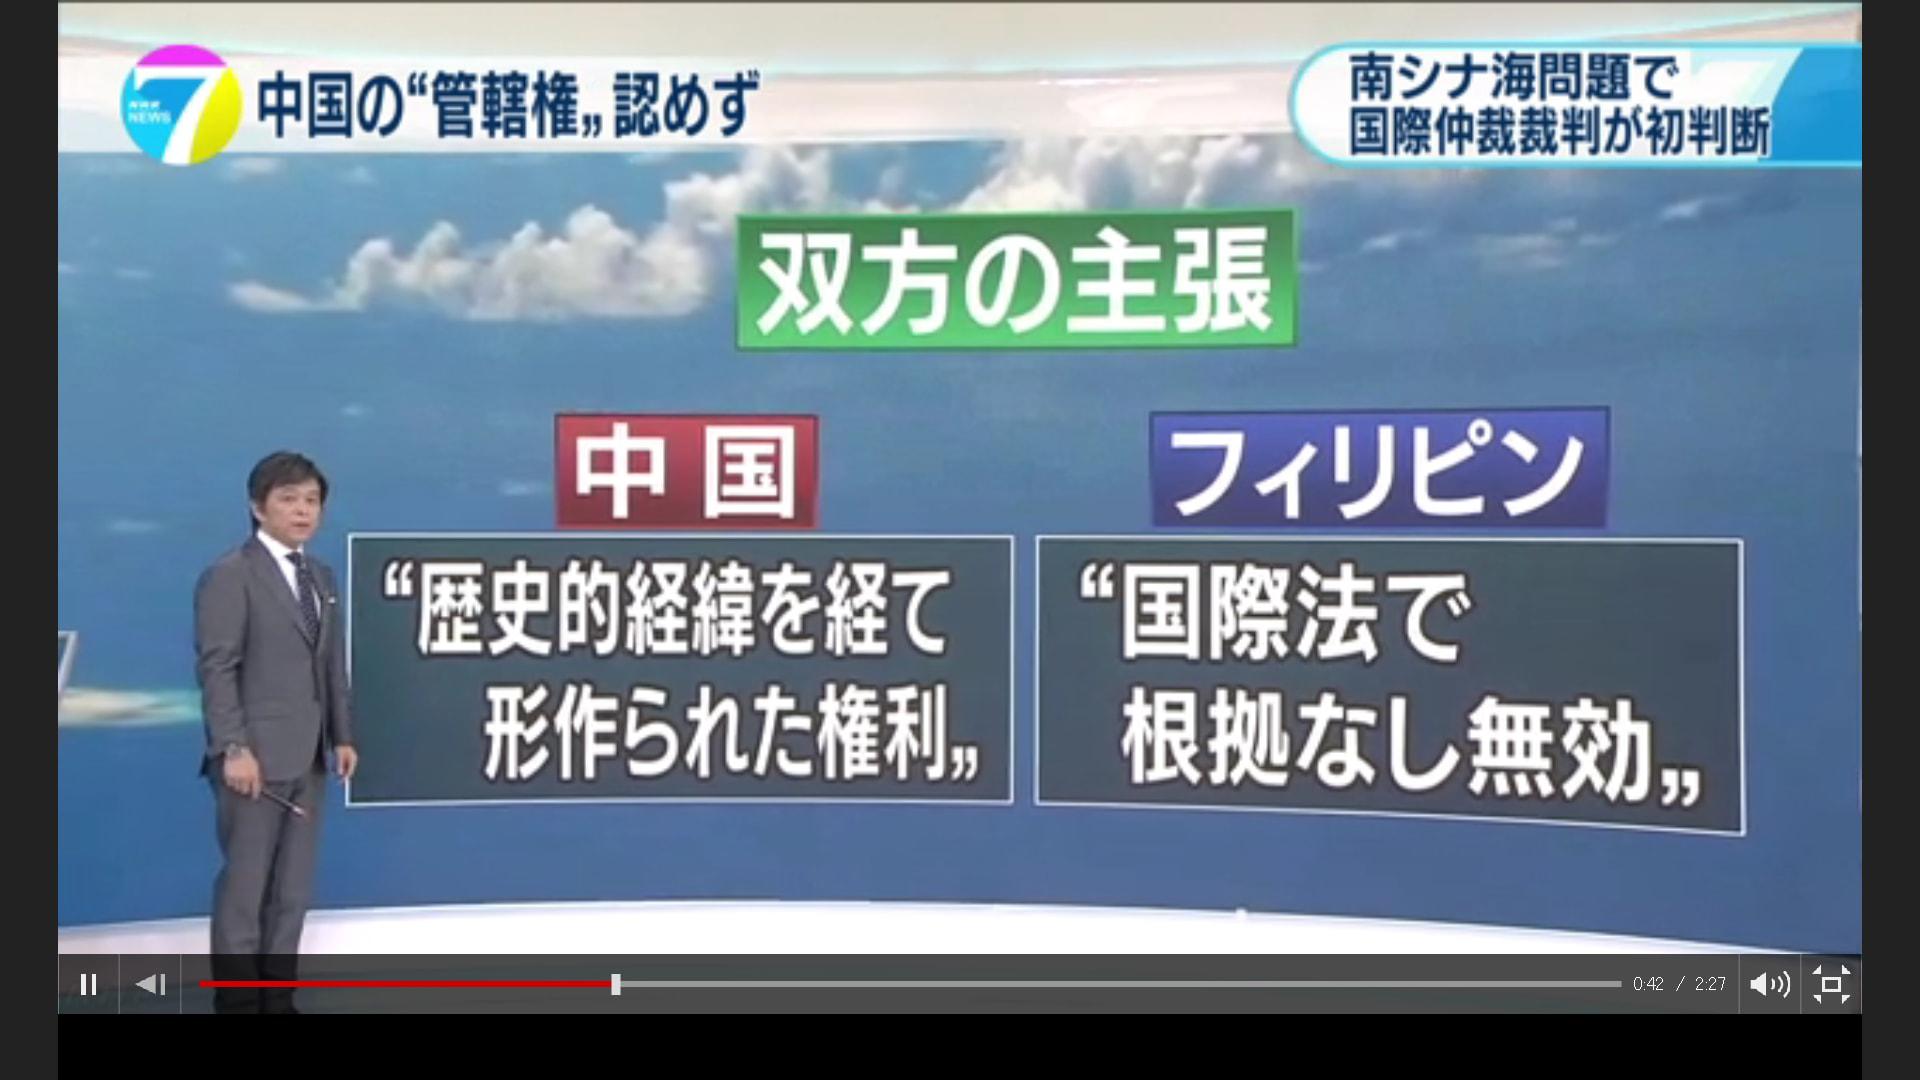 7
NHK
NEWS
中国の“管轄権„認めず
南シナ海問題で
国際仲裁裁判が初判断
双方の主張
中国
“歴史的経緯を経て
形作られた権利„
フィリピン
“国際法で
根拠なし無効„
0:42 / 2:27